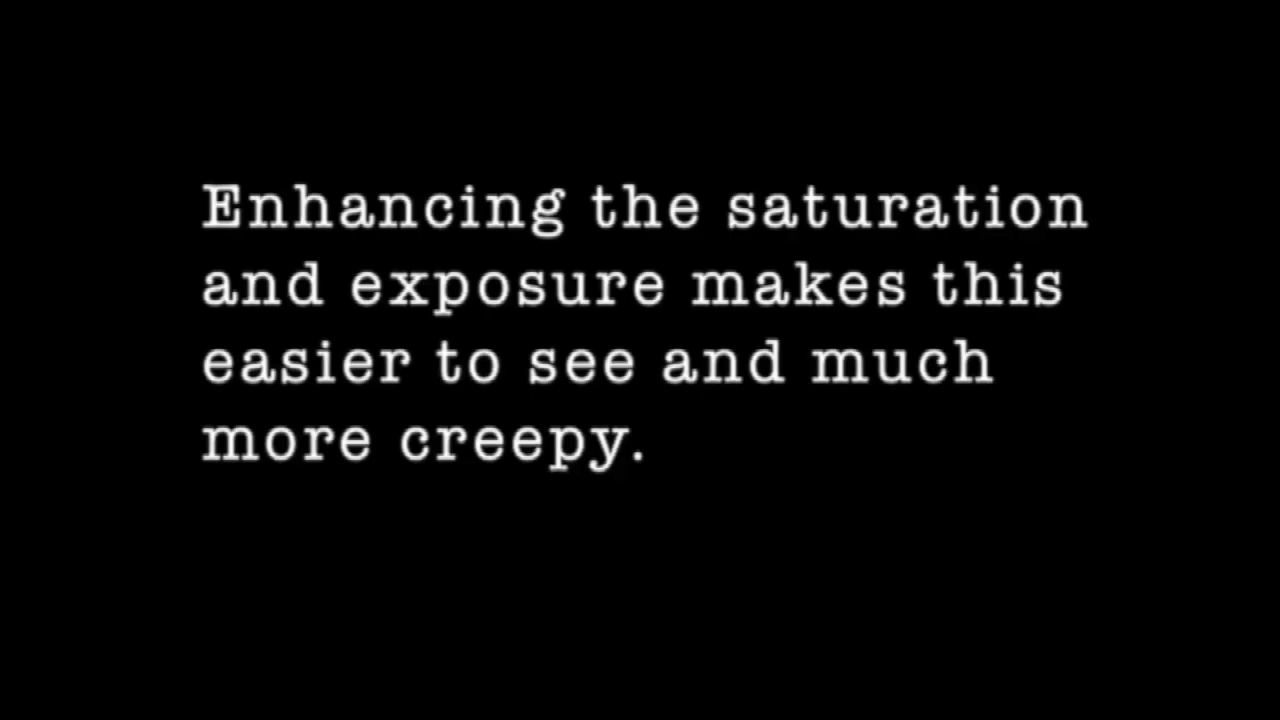 Enhancing the saturation
and exposure makes this
easier to see and much
more creepy.